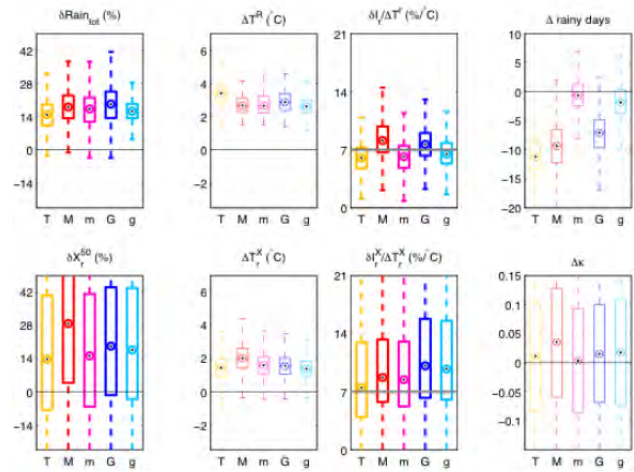 δRain_tot (%)
ΔT^R (°C)
δI_r/ΔT^r (%/°C)
Δ rainy days
42
28
14
0
−14
T M m G g
6
4
2
0
−2
T M m G g
21
14
7
0
T M m G g
0
−5
−10
−15
−20
T M m G g
δX_r^50 (%)
ΔT_r^X (°C)
δI_r^X/ΔT_r^X (%/°C)
Δκ
42
28
14
0
−14
T M m G g
6
4
2
0
−2
T M m G g
21
14
7
0
T M m G g
0.15
0.1
0.05
0
−0.05
−0.1
T M m G g